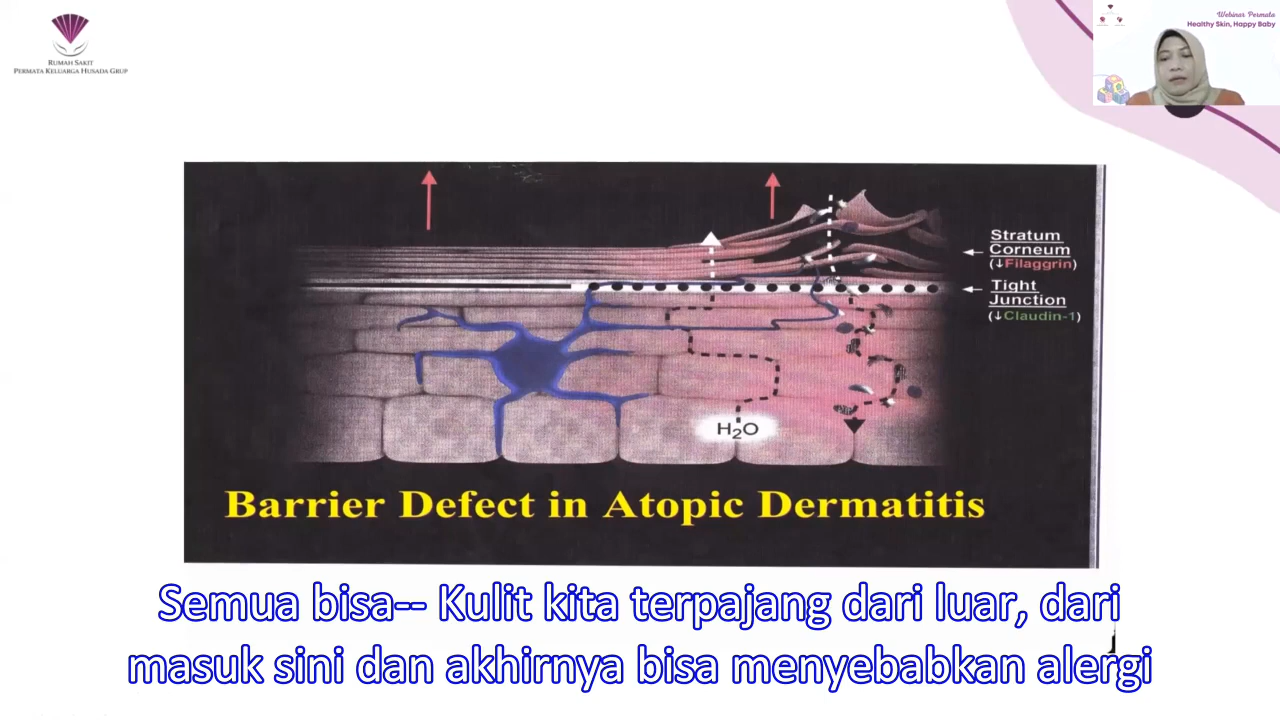 RUMAH SAKIT
PERMATA KELUARGA HUSADA GRUP
Webinar Permata
Healthy Skin, Happy Baby
Stratum
Corneum
(↓Filaggrin)
Tight
Junction
(↓Claudin-1)
H₂O
Barrier Defect in Atopic Dermatitis
Semua bisa-- Kulit kita terpajang dari luar, dari
masuk sini dan akhirnya bisa menyebabkan alergi